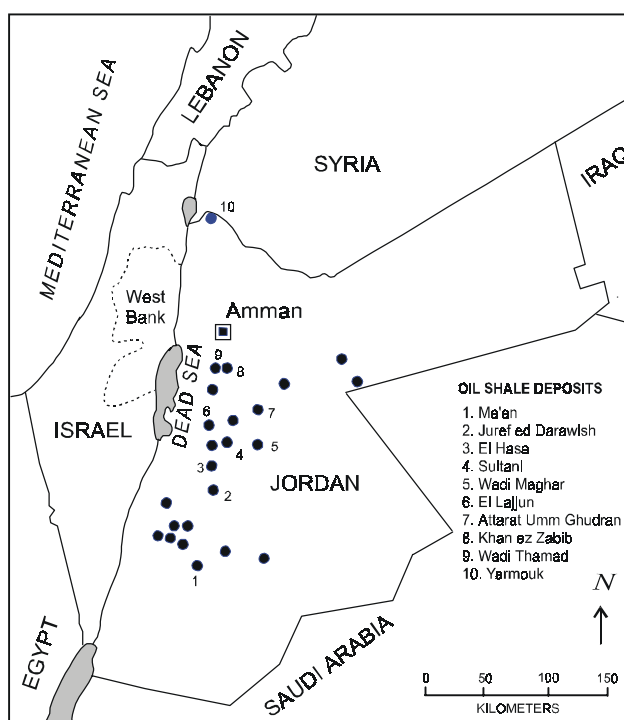 MEDITERRANEAN SEA
LEBANON
SYRIA
IRAQ
10
West
Bank
Amman
9
8
DEAD SEA
7
6
ISRAEL
4
5
3
JORDAN
2
1
EGYPT
SAUDI ARABIA
OIL SHALE DEPOSITS
1. Ma'an
2. Juref ed Darawish
3. El Hasa
4. Sultani
5. Wadi Maghar
6. El Lajjun
7. Attarat Umm Ghudran
8. Khan ez Zabib
9. Wadi Thamad
10. Yarmouk
N
0 50 100 150
KILOMETERS